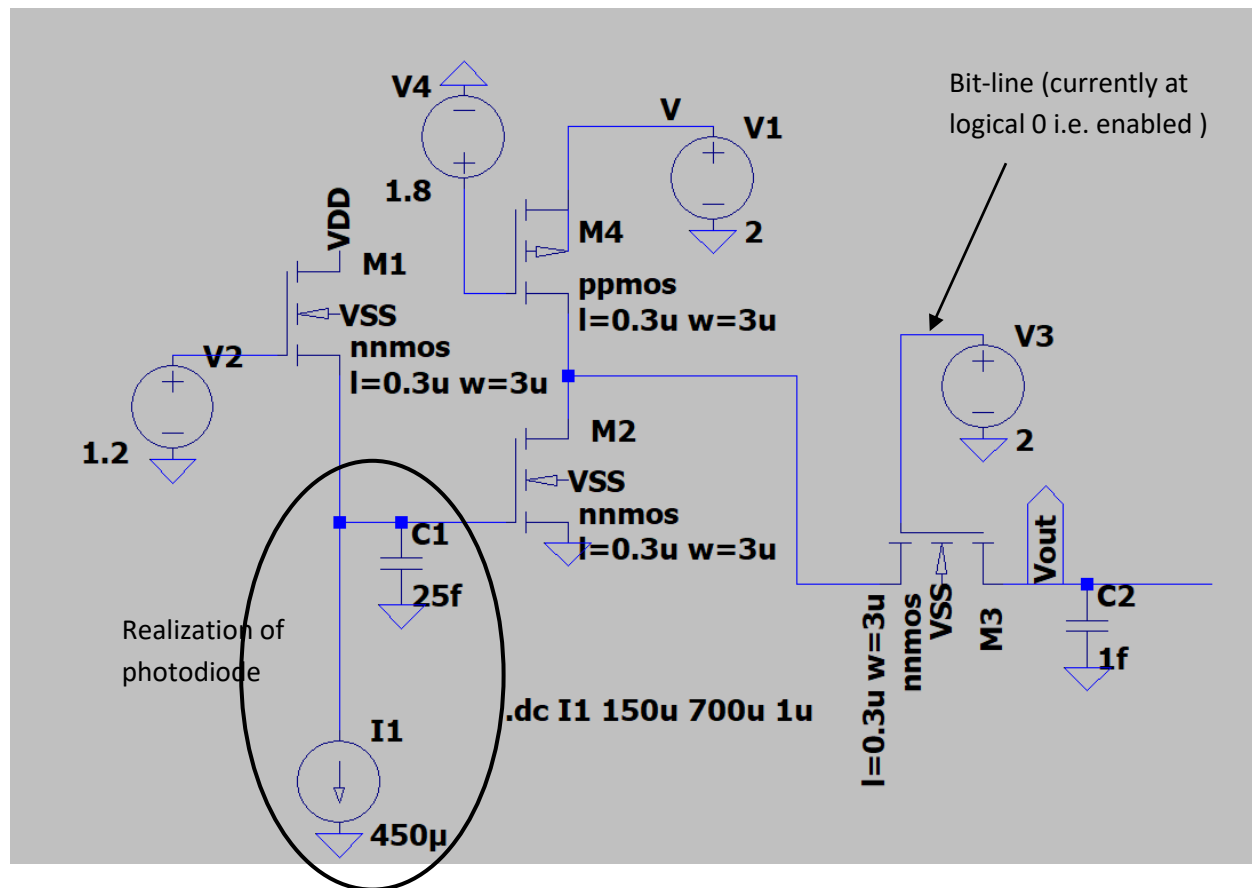 Bit-line (currently at
logical 0 i.e. enabled )
V4
1.8
V
V1
2
VDD
M1
VSS
nnmos
l=0.3u w=3u
M4
ppmos
l=0.3u w=3u
V2
1.2
M2
VSS
nnmos
l=0.3u w=3u
V3
2
C1
25f
Realization of
photodiode
I1
450μ
.dc I1 150u 700u 1u
l=0.3u w=3u
nnmos
VSS
M3
Vout
C2
1f